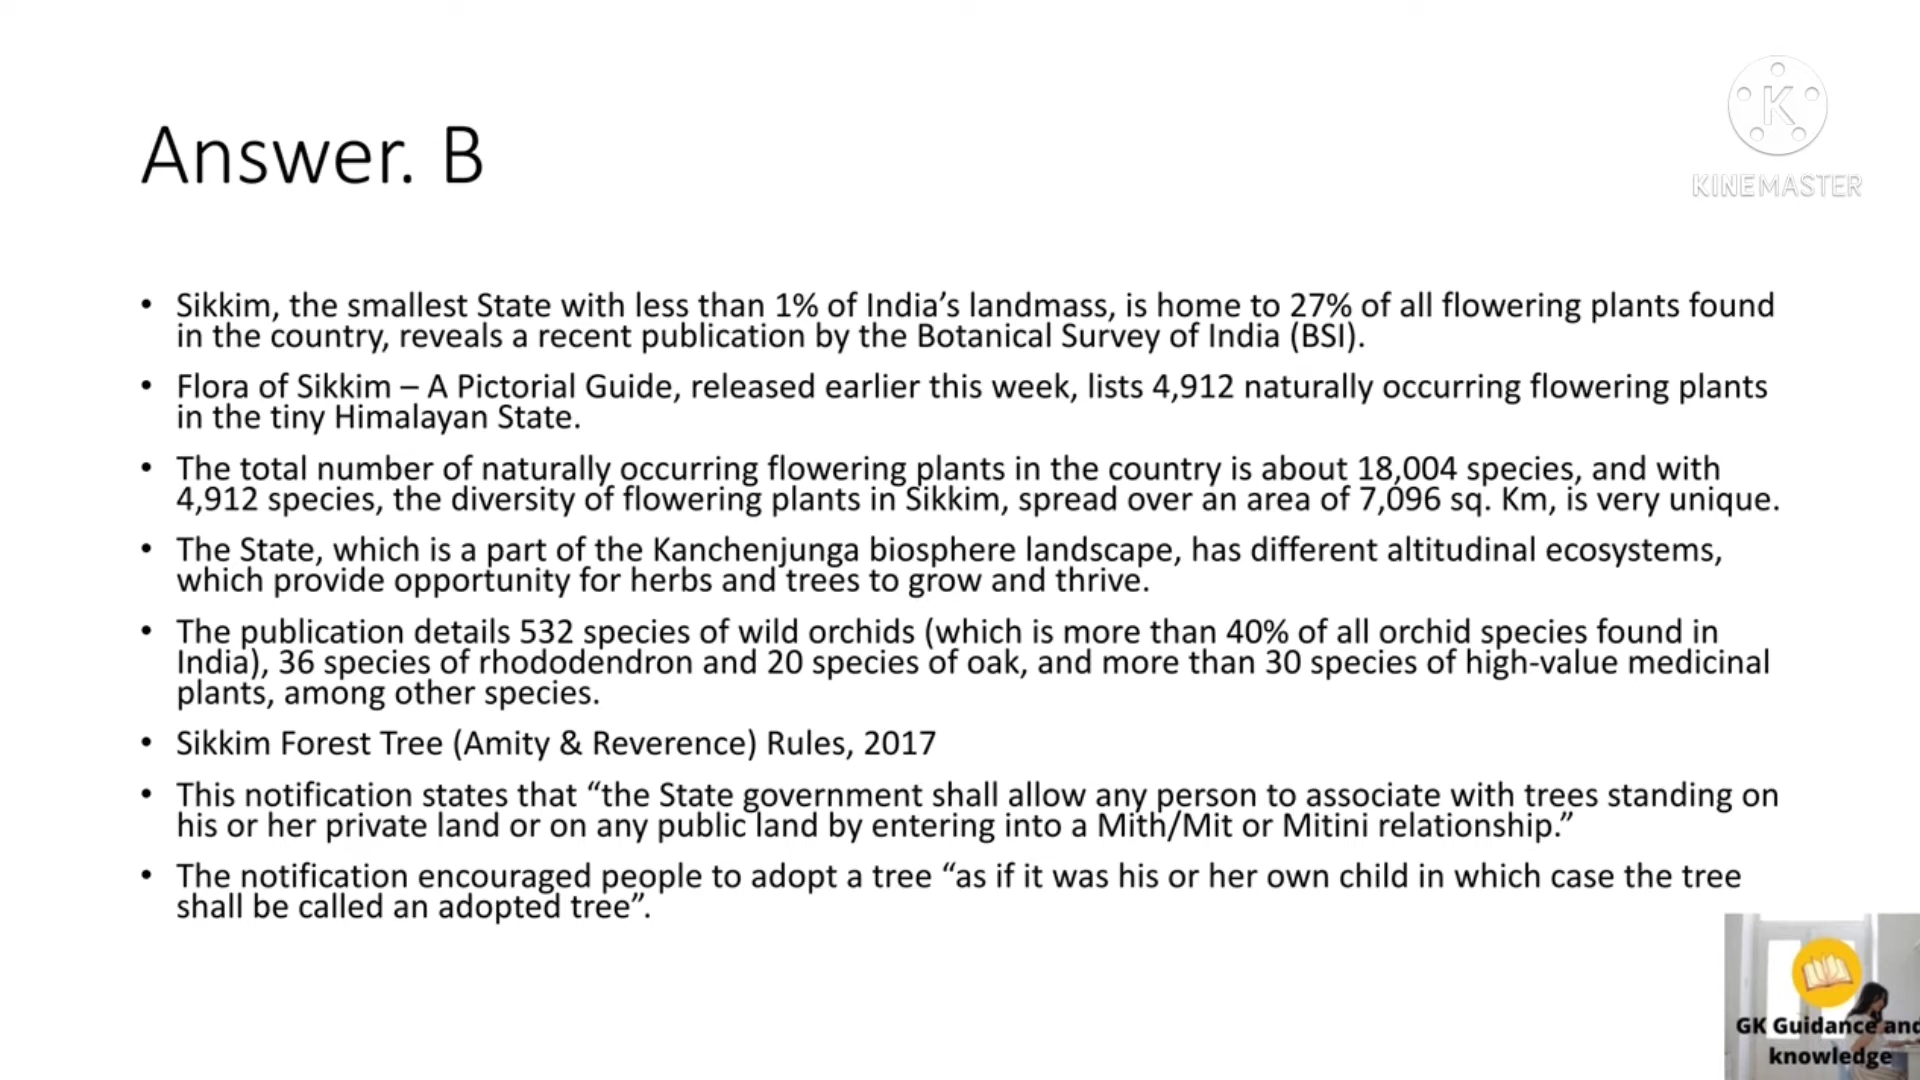 Answer. B
K
KINEMASTER
• Sikkim, the smallest State with less than 1% of India’s landmass, is home to 27% of all flowering plants found
in the country, reveals a recent publication by the Botanical Survey of India (BSI).
• Flora of Sikkim – A Pictorial Guide, released earlier this week, lists 4,912 naturally occurring flowering plants
in the tiny Himalayan State.
• The total number of naturally occurring flowering plants in the country is about 18,004 species, and with
4,912 species, the diversity of flowering plants in Sikkim, spread over an area of 7,096 sq. Km, is very unique.
• The State, which is a part of the Kanchenjunga biosphere landscape, has different altitudinal ecosystems,
which provide opportunity for herbs and trees to grow and thrive.
• The publication details 532 species of wild orchids (which is more than 40% of all orchid species found in
India), 36 species of rhododendron and 20 species of oak, and more than 30 species of high-value medicinal
plants, among other species.
• Sikkim Forest Tree (Amity & Reverence) Rules, 2017
• This notification states that “the State government shall allow any person to associate with trees standing on
his or her private land or on any public land by entering into a Mith/Mit or Mitini relationship.”
• The notification encouraged people to adopt a tree “as if it was his or her own child in which case the tree
shall be called an adopted tree”.
GK Guidance and
knowledge